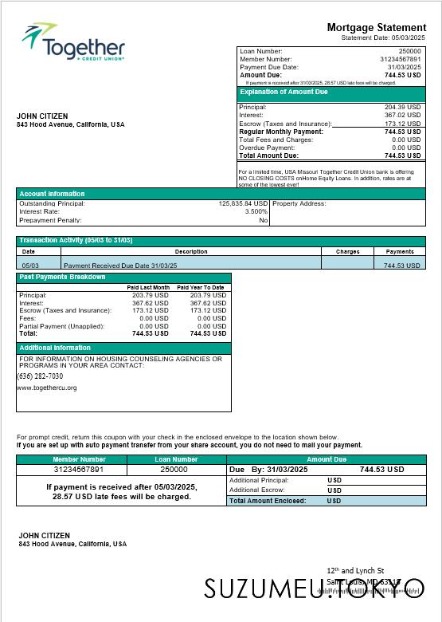 Together
CREDIT UNION
Mortgage Statement
Statement Date: 05/03/2025
Loan Number: 250000
Member Number: 31234567891
Payment Due Date: 31/03/2025
Amount Due: 744.53 USD
If payment is received after 05/03/2025, 28.57 USD late fee will be charged.
Explanation of Amount Due
Principal: 204.39 USD
Interest: 367.02 USD
Escrow (Taxes and Insurance): 173.12 USD
Regular Monthly Payment: 744.53 USD
Total Fees and Charges: 0.00 USD
Overdue Payment: 0.00 USD
Total Amount Due: 744.53 USD
JOHN CITIZEN
843 Hood Avenue, California, USA
For a limited time, USA Missouri Together Credit Union bank is offering
NO CLOSING COSTS onHome Equity Loans. In addition, rates are at
some of the lowest ever!
Account Information
Outstanding Principal: 125,835.84 USD Property Address:
Interest Rate: 3.500%
Prepayment Penalty: No
Transaction Activity (05/03 to 31/03)
Date Description Charges Payments
05/03 Payment Received Due Date 31/03/25 744.53 USD
Past Payments Breakdown
Paid Last Month Paid Year To Date
Principal: 203.79 USD 203.79 USD
Interest: 367.62 USD 367.62 USD
Escrow (Taxes and Insurance): 173.12 USD 173.12 USD
Fees: 0.00 USD 0.00 USD
Partial Payment (Unapplied): 0.00 USD 0.00 USD
Total: 744.53 USD 744.53 USD
Additional Information
FOR INFORMATION ON HOUSING COUNSELING AGENCIES OR
PROGRAMS IN YOUR AREA CONTACT:
(636) 282-7030
www.togethercu.org
For prompt credit, return this coupon with your check in the enclosed envelope to the location shown below.
If you are set up with auto payment transfer from your share account, you do not need to mail your payment.
Member Number Loan Number Amount Due
31234567891 250000 Due By: 31/03/2025 744.53 USD
If payment is received after 05/03/2025,
28.57 USD late fees will be charged.
Additional Principal: USD
Additional Escrow: USD
Total Amount Enclosed: USD
JOHN CITIZEN
843 Hood Avenue, California, USA
12th and Lynch St
Saint Louis, MO 63118
SUZUMEU.TOKYO